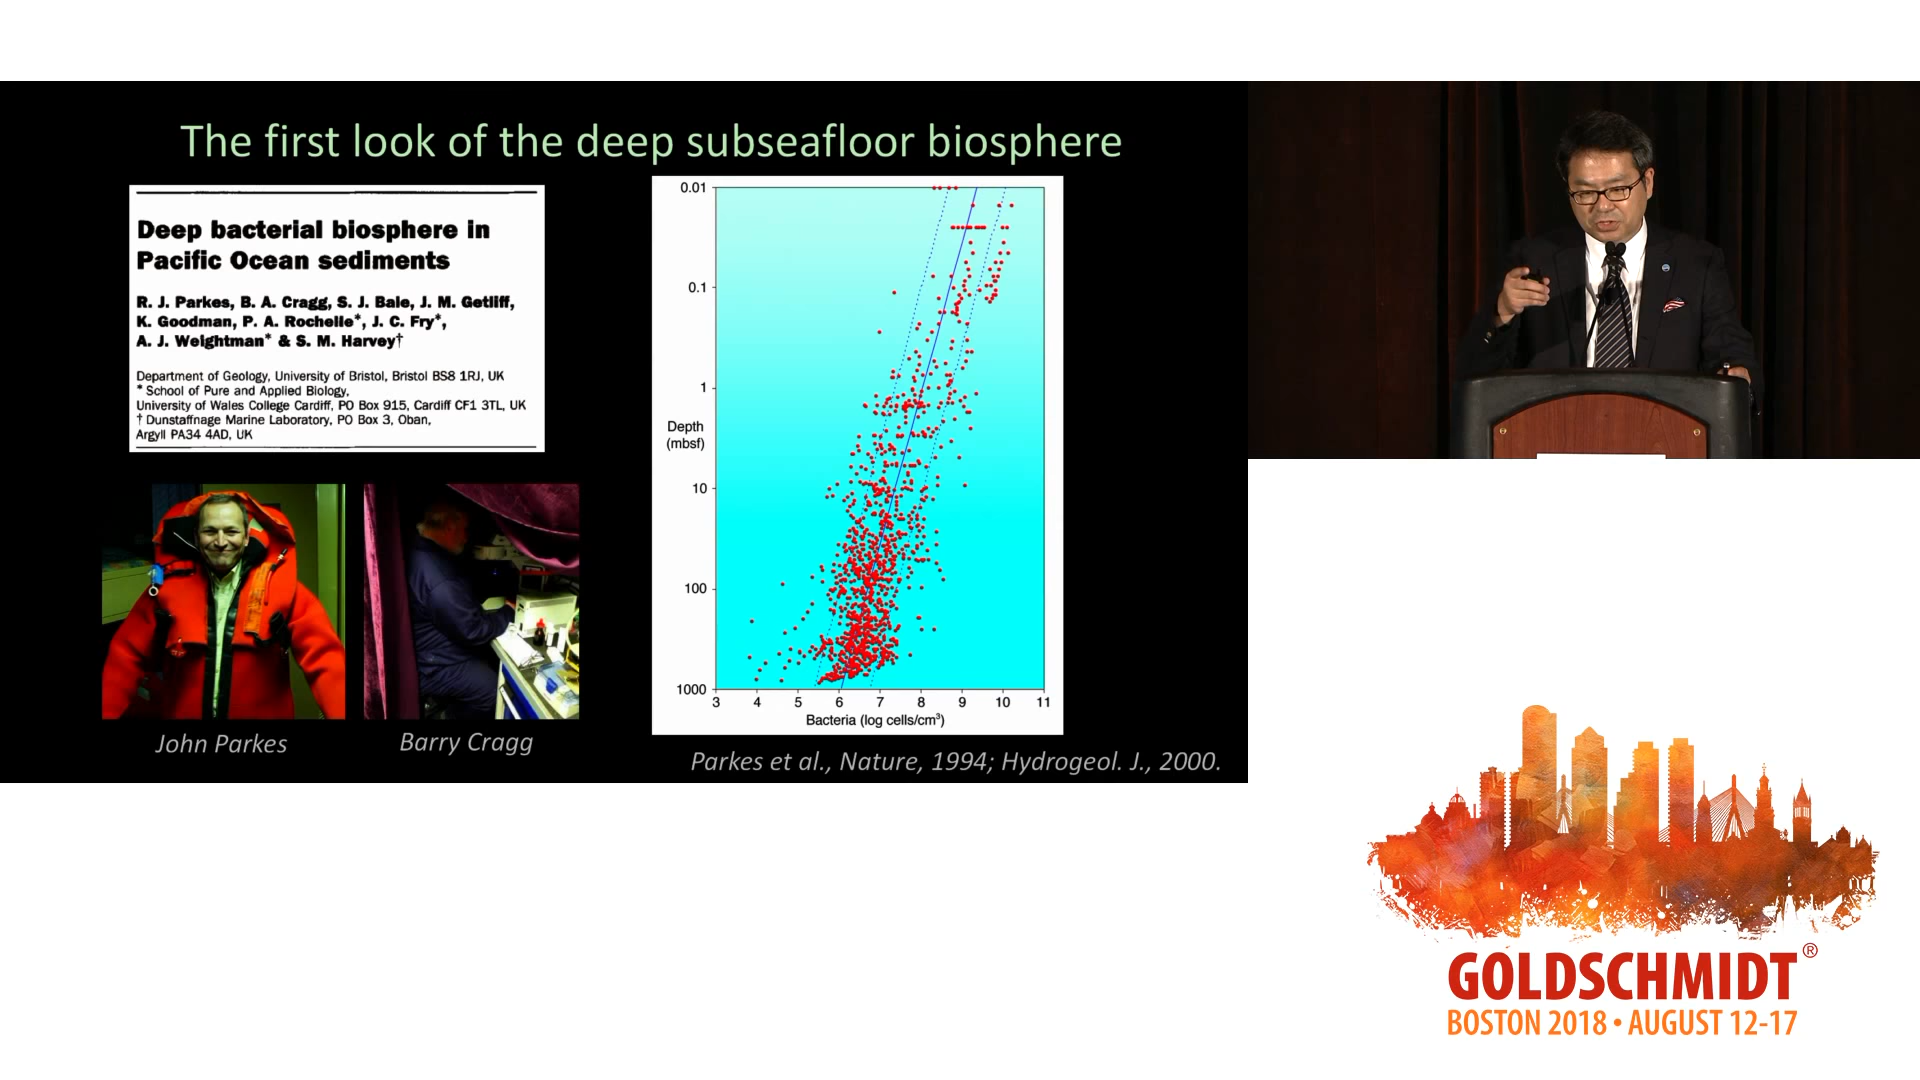 The first look of the deep subseafloor biosphere
Deep bacterial biosphere in
Pacific Ocean sediments
R. J. Parkes, B. A. Cragg, S. J. Bale, J. M. Getliff,
K. Goodman, P. A. Rochelle*, J. C. Fry*,
A. J. Weightman* & S. M. Harvey†
Department of Geology, University of Bristol, Bristol BS8 1RJ, UK
* School of Pure and Applied Biology,
University of Wales College Cardiff, PO Box 915, Cardiff CF1 3TL, UK
† Dunstaffnage Marine Laboratory, PO Box 3, Oban,
Argyll PA34 4AD, UK
John Parkes
Barry Cragg
0.01
0.1
1
Depth
(mbsf)
10
100
1000
3 4 5 6 7 8 9 10 11
Bacteria (log cells/cm³)
Parkes et al., Nature, 1994; Hydrogeol. J., 2000.
GOLDSCHMIDT®
BOSTON 2018 • AUGUST 12-17